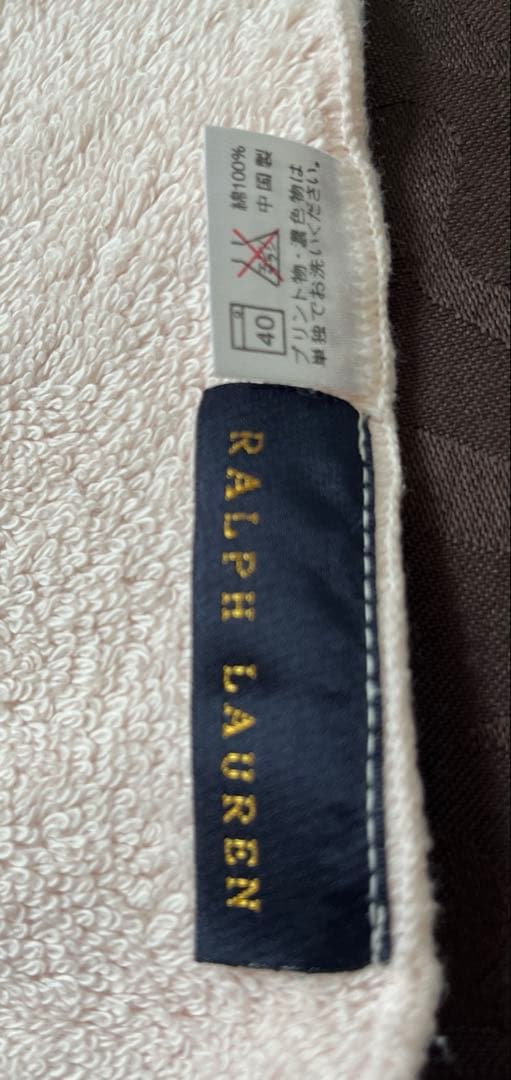 綿100%
中国製
40
プリント物・濃色物は
単独でお洗いください。
RALPH LAUREN